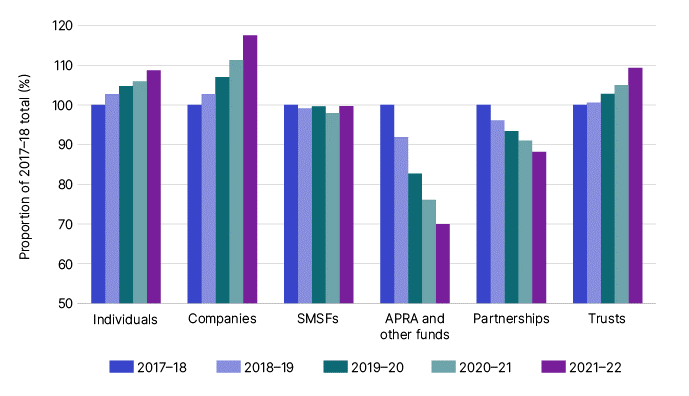 Proportion of 2017–18 total (%)
120
110
100
90
80
70
60
50
Individuals
Companies
SMSFs
APRA and
other funds
Partnerships
Trusts
2017–18
2018–19
2019–20
2020–21
2021–22